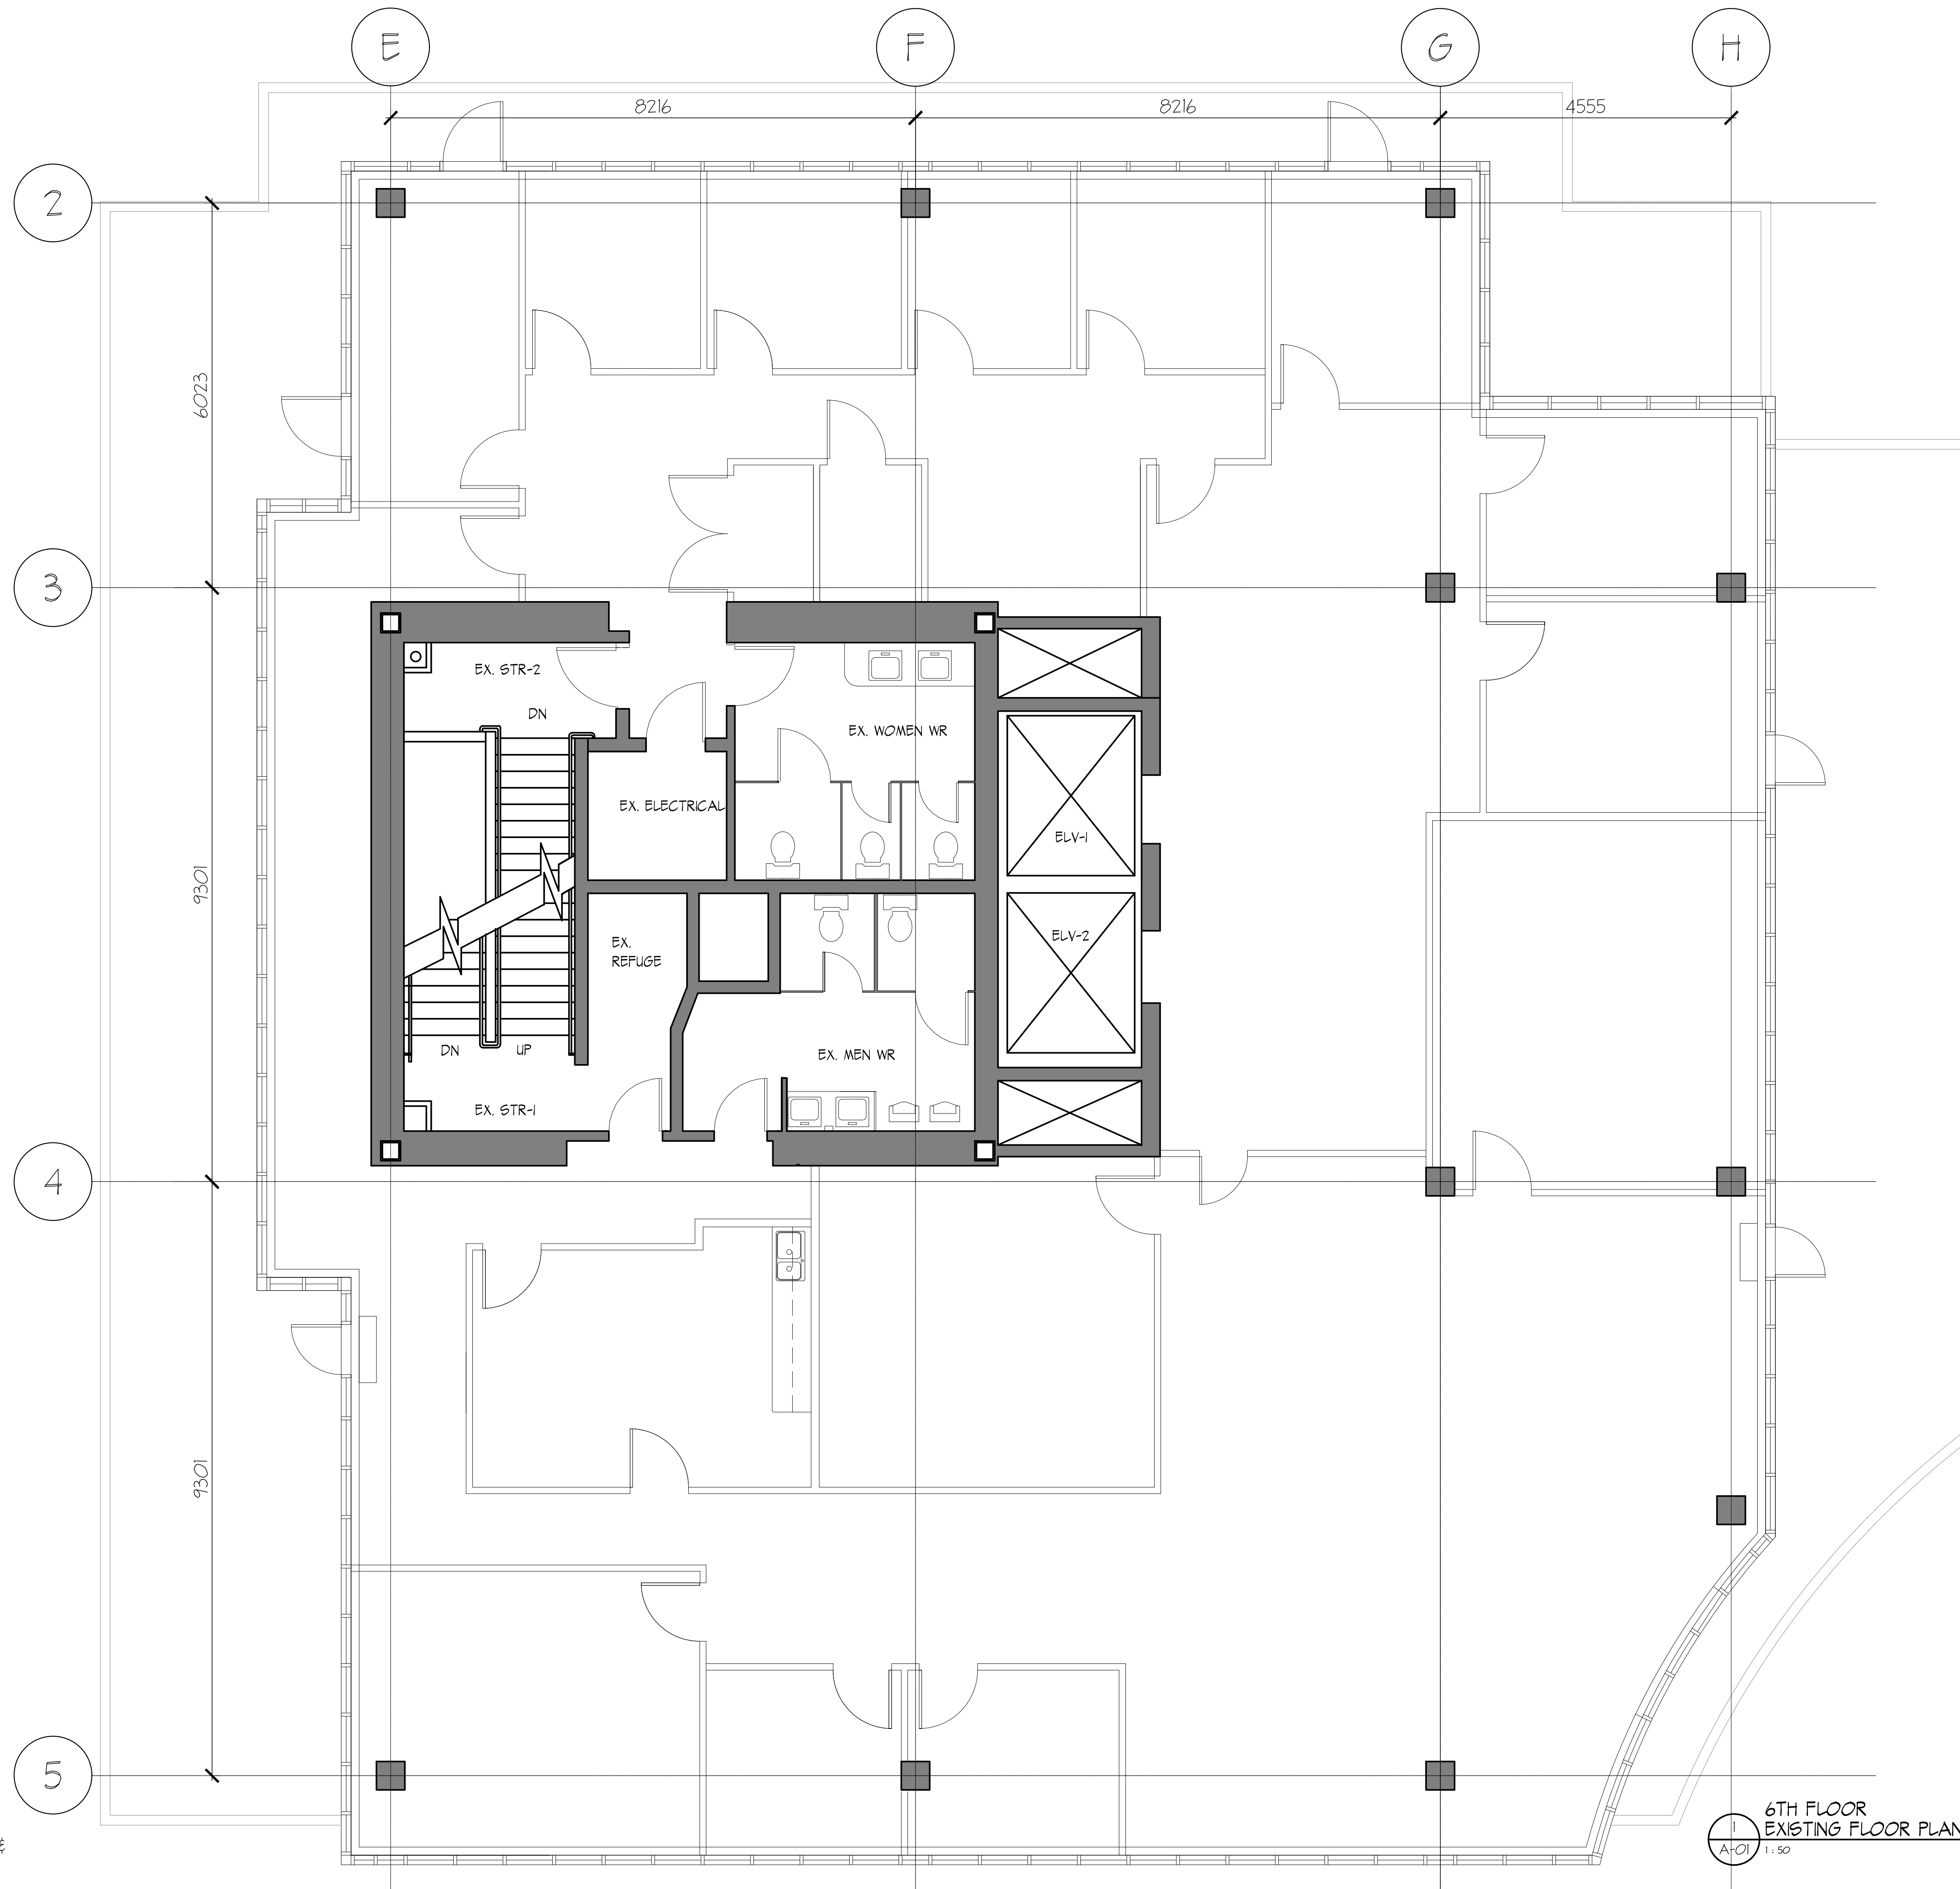 E
F
G
H
8216
8216
4555
2
6023
3
EX. STR-2
DN
EX. WOMEN WR
EX. ELECTRICAL
ELV-1
9301
ELV-2
EX.
REFUGE
DN
UP
EX. MEN WR
EX. STR-1
4
9301
5
6TH FLOOR
1
EXISTING FLOOR PLAN
A-01
1 : 50